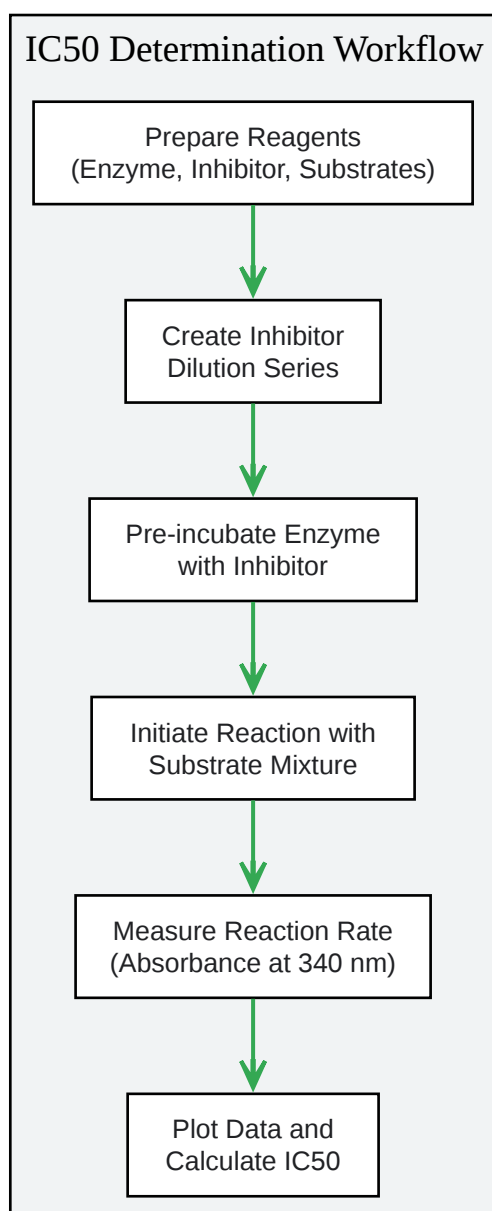 IC50 Determination Workflow
Prepare Reagents
(Enzyme, Inhibitor, Substrates)
Create Inhibitor
Dilution Series
Pre-incubate Enzyme
with Inhibitor
Initiate Reaction with
Substrate Mixture
Measure Reaction Rate
(Absorbance at 340 nm)
Plot Data and
Calculate IC50